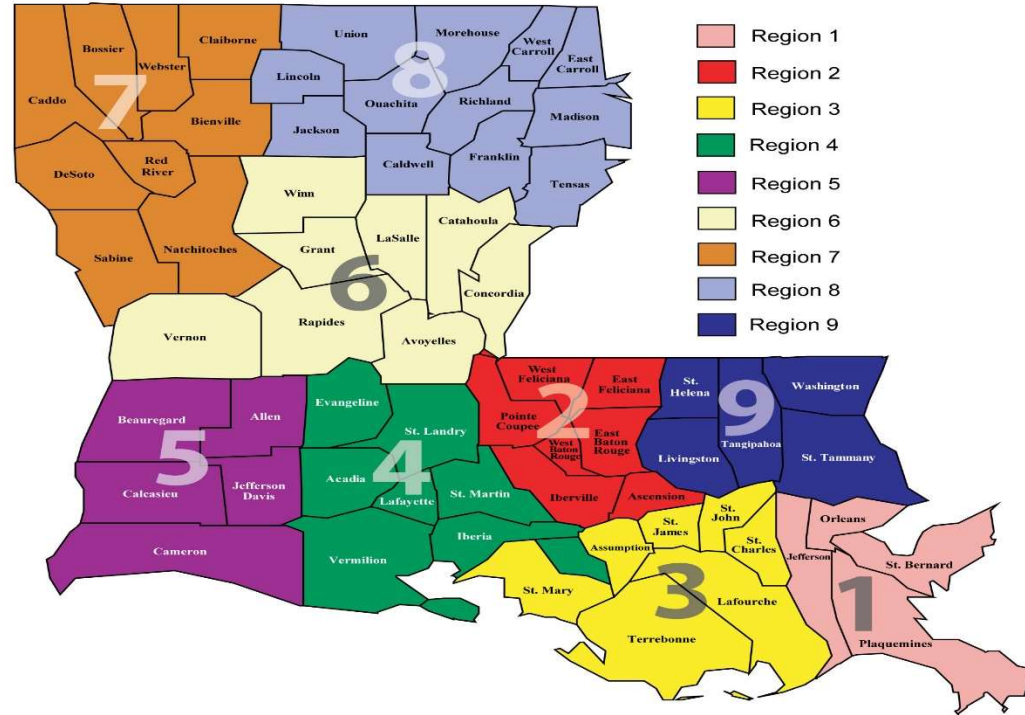 Union
Morehouse
West
Carroll
East
Carroll
Claiborne
Bossier
Webster
Lincoln
8
Caddo
7
Ouachita
Richland
Madison
Bienville
Jackson
Caldwell
Franklin
Tensas
DeSoto
Red
River
Winn
Sabine
Natchitoches
Grant
LaSalle
Catahoula
6
Concordia
Vernon
Rapides
Avoyelles
Beauregard
Allen
5
Calcasieu
Jefferson
Davis
Cameron
Evangeline
St. Landry
4
Acadia
Lafayette
St. Martin
Vermilion
Iberia
West Feliciana
East
Feliciana
Pointe
Coupee
2
West
Baton
Rouge
East
Baton
Rouge
Iberville
Ascension
St.
Helena
Washington
9
Tangipahoa
Livingston
St. Tammany
St.
James
St.
John
St.
Charles
Assumption
St. Mary
3
Lafourche
Terrebonne
Orleans
Jefferson
St. Bernard
1
Plaquemines
Region 1
Region 2
Region 3
Region 4
Region 5
Region 6
Region 7
Region 8
Region 9